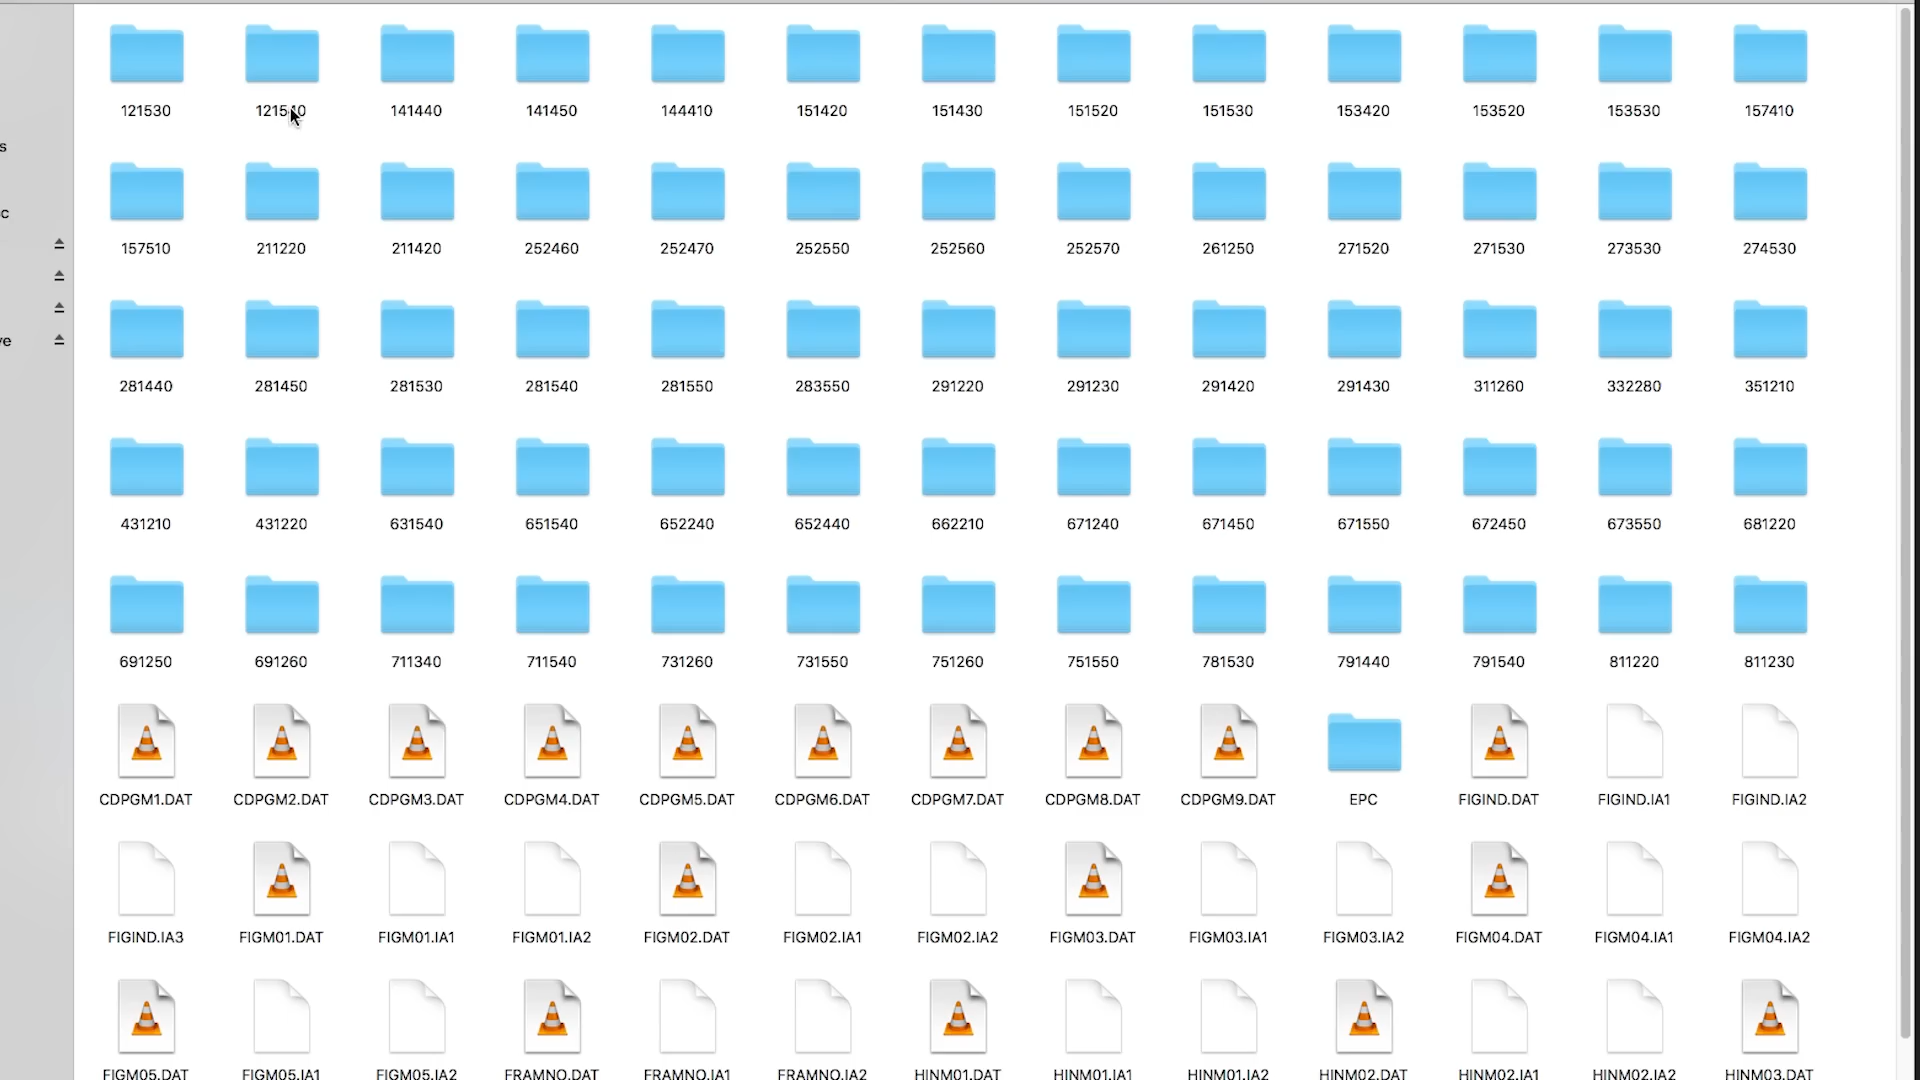 121530 121540 141440 141450 144410 151420 151430 151520 151530 153420 153520 153530 157410
s
157510 211220 211420 252460 252470 252550 252560 252570 261250 271520 271530 273530 274530
c
281440 281450 281530 281540 281550 283550 291220 291230 291420 291430 311260 332280 351210
ve
431210 431220 631540 651540 652240 652440 662210 671240 671450 671550 672450 673550 681220
691250 691260 711340 711540 731260 731550 751260 751550 781530 791440 791540 811220 811230
CDPGM1.DAT CDPGM2.DAT CDPGM3.DAT CDPGM4.DAT CDPGM5.DAT CDPGM6.DAT CDPGM7.DAT CDPGM8.DAT CDPGM9.DAT EPC FIGIND.DAT FIGIND.IA1 FIGIND.IA2
FIGIND.IA3 FIGM01.DAT FIGM01.IA1 FIGM01.IA2 FIGM02.DAT FIGM02.IA1 FIGM02.IA2 FIGM03.DAT FIGM03.IA1 FIGM03.IA2 FIGM04.DAT FIGM04.IA1 FIGM04.IA2
FIGM05.DAT FIGM05.IA1 FIGM05.IA2 FRAMNO.DAT FRAMNO.IA1 FRAMNO.IA2 HINM01.DAT HINM01.IA1 HINM01.IA2 HINM02.DAT HINM02.IA1 HINM02.IA2 HINM03.DAT